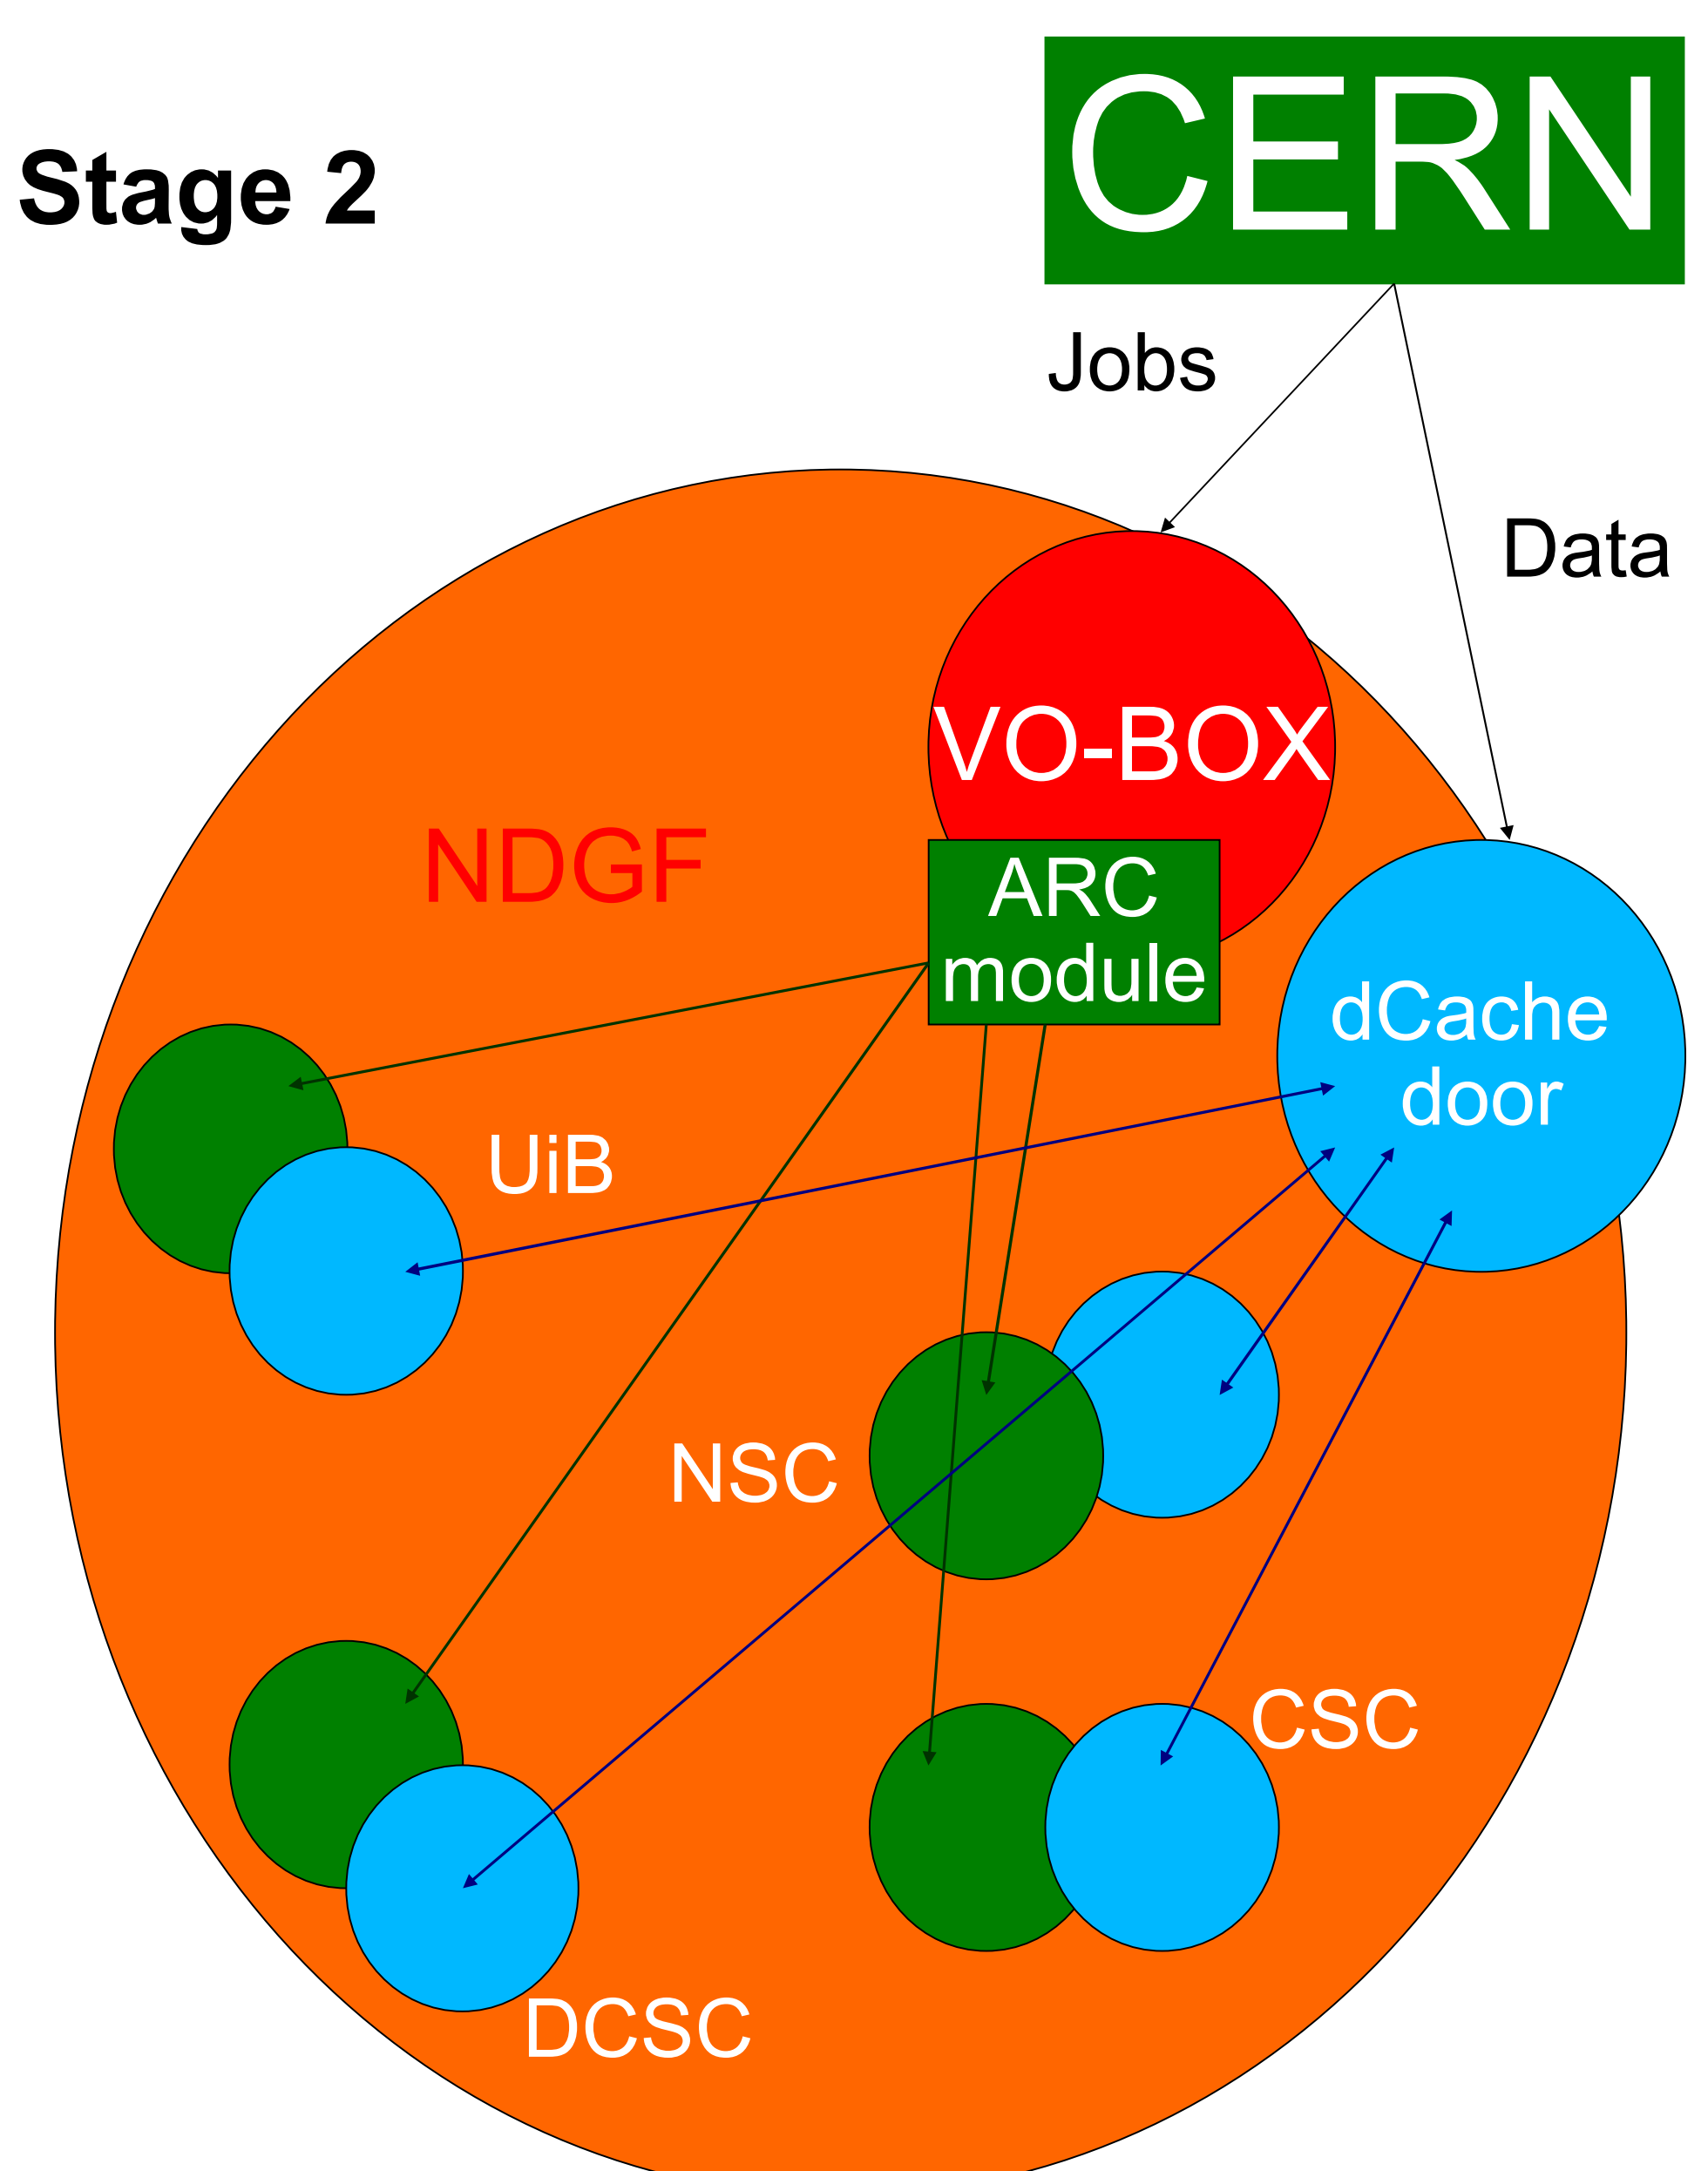 CERN
Stage 2
Jobs
Data
VO-BOX
NDGF
ARC
module
dCache
door
UiB
NSC
CSC
DCSC